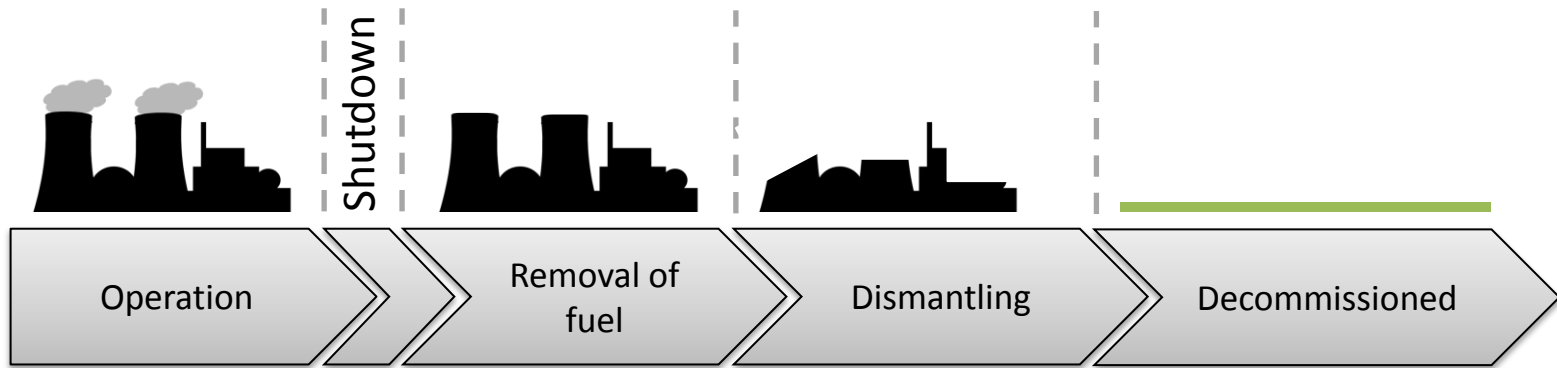 Shutdown
Operation
Removal of
fuel
Dismantling
Decommissioned